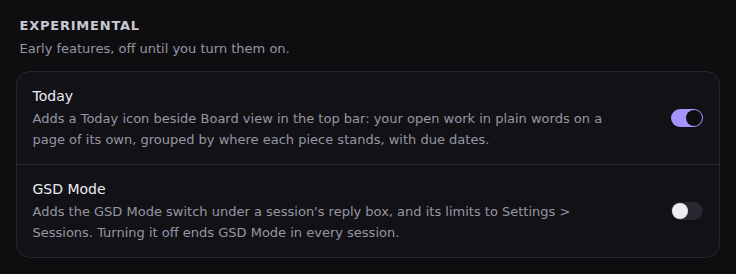 EXPERIMENTAL
Early features, off until you turn them on.
Today
Adds a Today icon beside Board view in the top bar: your open work in plain words on a
page of its own, grouped by where each piece stands, with due dates.
GSD Mode
Adds the GSD Mode switch under a session's reply box, and its limits to Settings >
Sessions. Turning it off ends GSD Mode in every session.